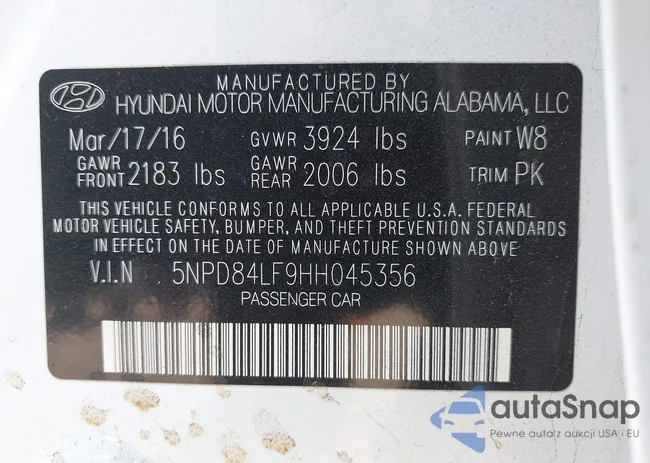 MANUFACTURED BY
HYUNDAI MOTOR MANUFACTURING ALABAMA, LLC
Mar/17/16 GVWR 3924 lbs PAINT W8
GAWR FRONT 2183 lbs GAWR REAR 2006 lbs TRIM PK
THIS VEHICLE CONFORMS TO ALL APPLICABLE U.S.A. FEDERAL
MOTOR VEHICLE SAFETY, BUMPER, AND THEFT PREVENTION STANDARDS
IN EFFECT ON THE DATE OF MANUFACTURE SHOWN ABOVE
V.I.N 5NPD84LF9HH045356
PASSENGER CAR
autaSnap
Pewne auta z aukcji USA i EU